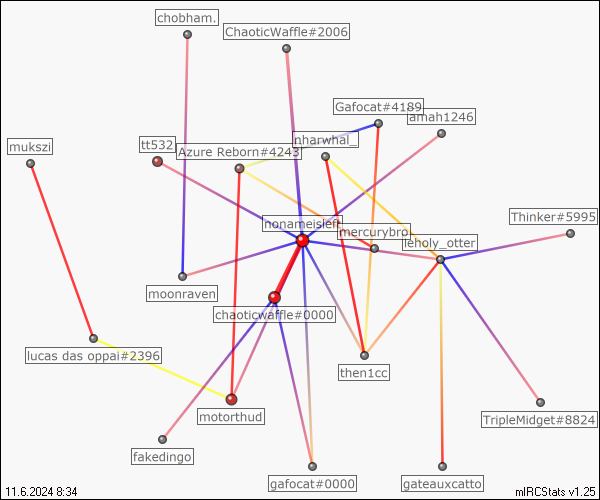 chobham.
ChaoticWaffle#2006
Gafocat#4189
amah1246
mukszi
tt532
nharwhal_
Azure Reborn#4243
Thinker#5995
nonameisleft
mercurybro
leholy_otter
moonraven
chaoticwaffle#0000
lucas das oppai#2396
then1cc
motorthud
TripleMidget#8824
fakedingo
gafocat#0000
gateauxcatto
11.6.2024 8:34
mIRCStats v1.25